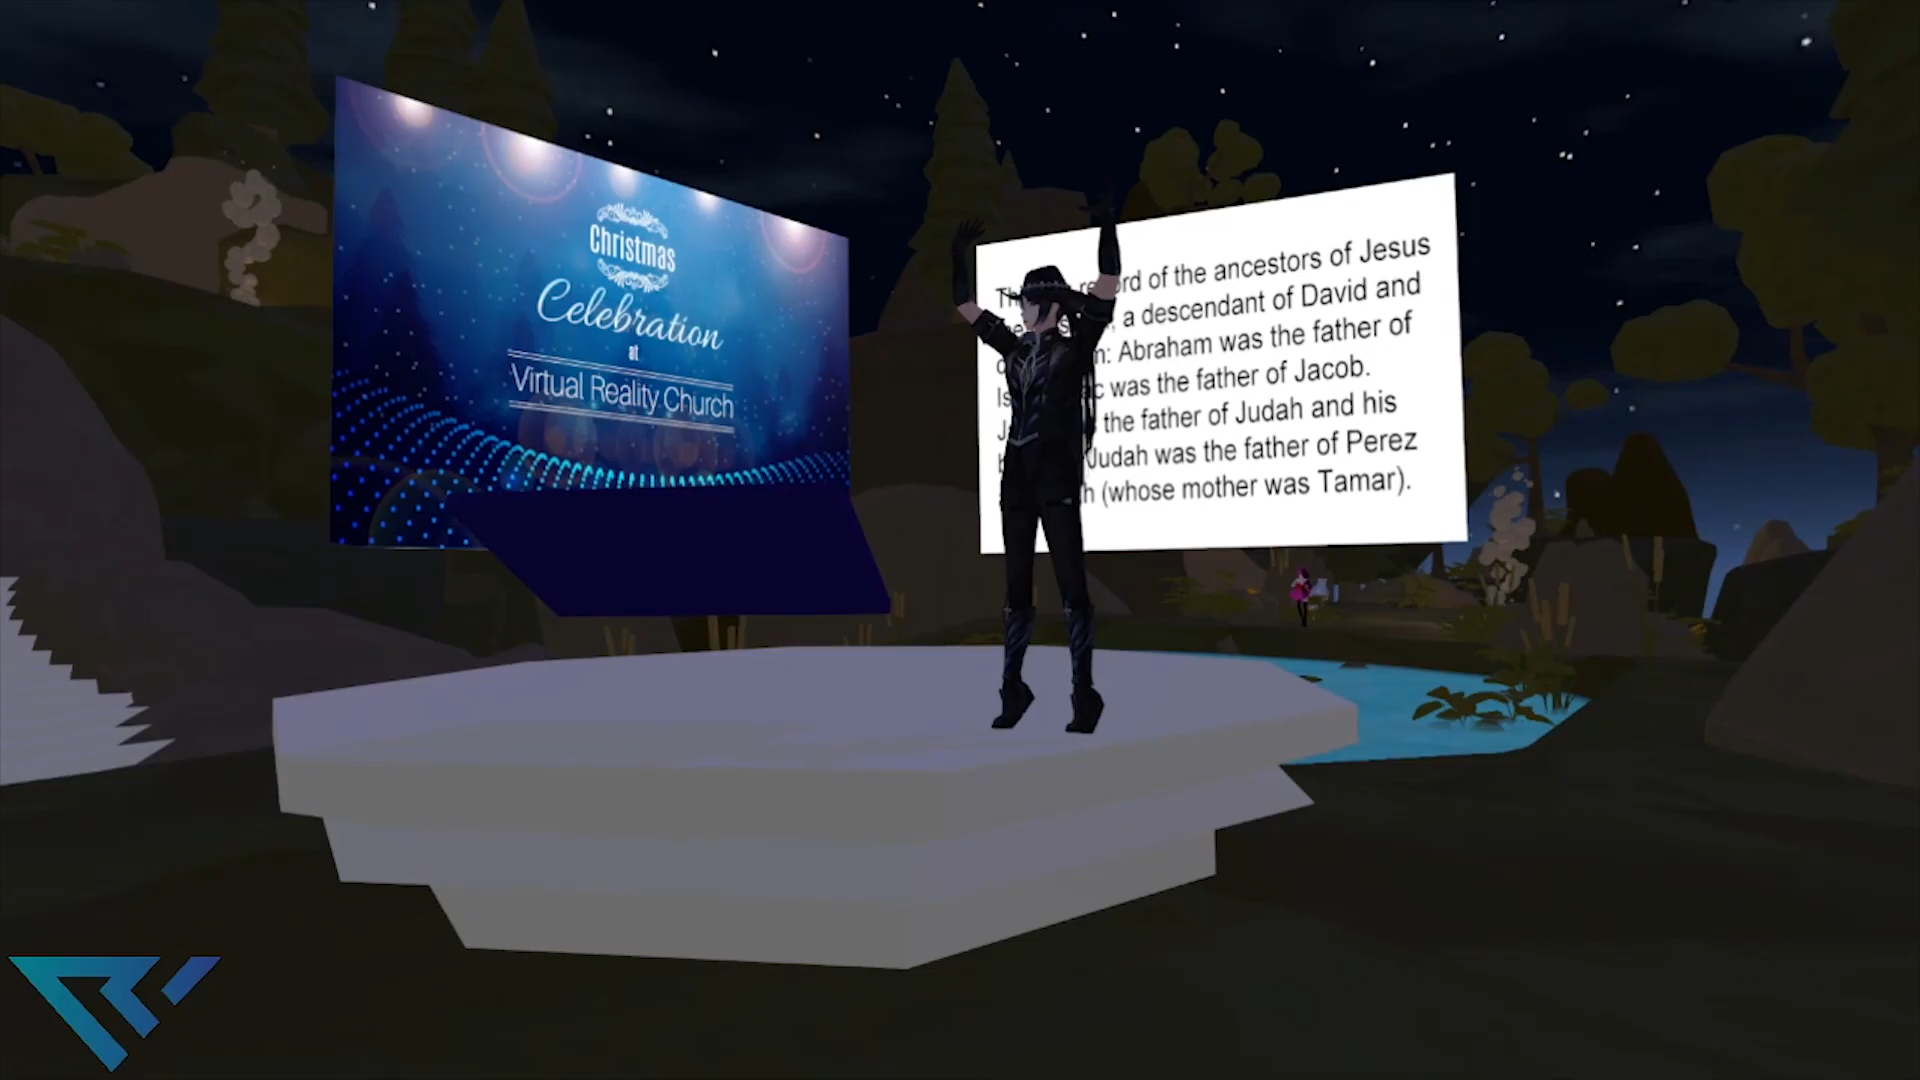 Christmas
Celebration
at
Virtual Reality Church
of the ancestors of Jesus
a descendant of David and
Abraham was the father of
was the father of Jacob.
the father of Judah and his
Judah was the father of Perez
(whose mother was Tamar).